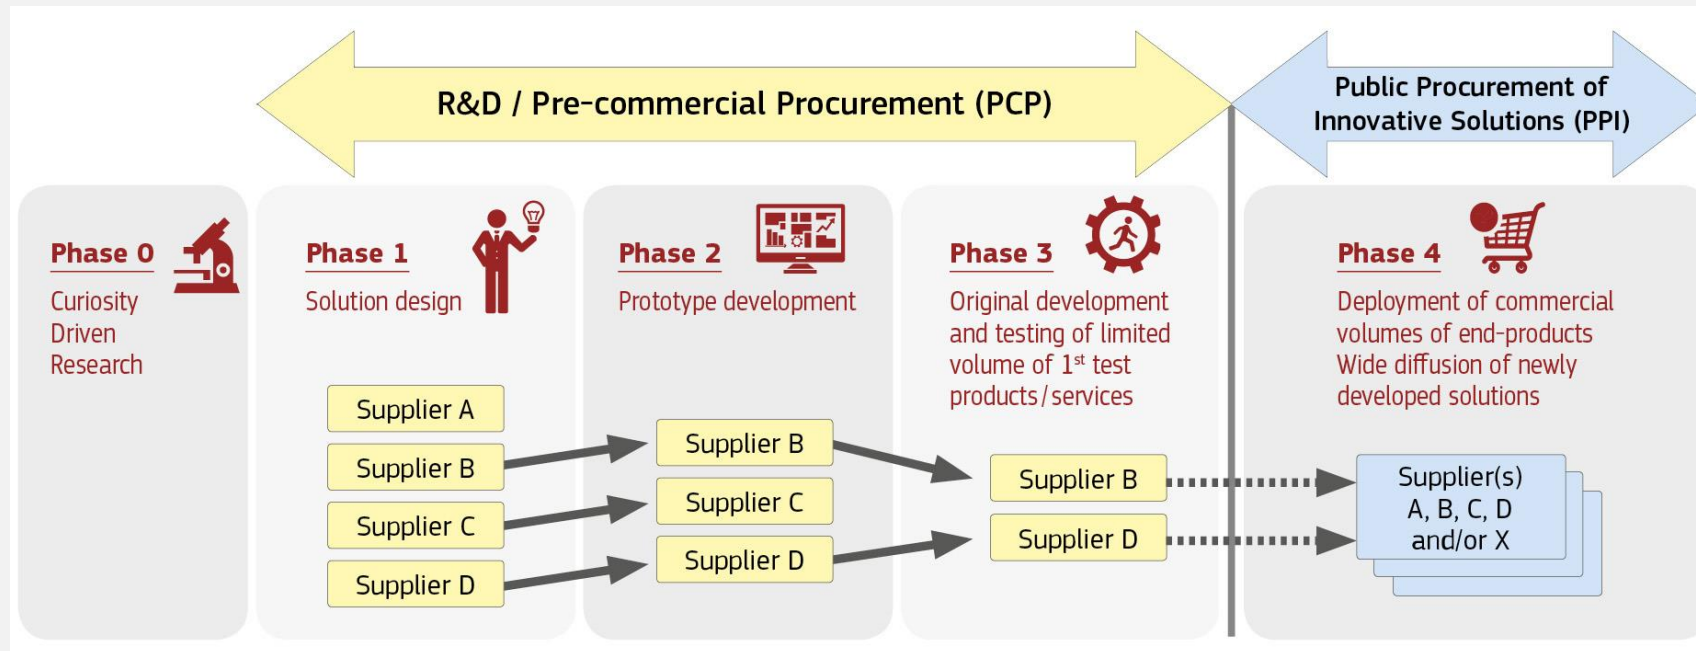 R&D / Pre-commercial Procurement (PCP)
Public Procurement of
Innovative Solutions (PPI)
Phase 0
Curiosity
Driven
Research
Phase 1
Solution design
Supplier A
Supplier B
Supplier C
Supplier D
Phase 2
Prototype development
Supplier B
Supplier C
Supplier D
Phase 3
Original development
and testing of limited
volume of 1st test
products/services
Supplier B
Supplier D
Phase 4
Deployment of commercial
volumes of end-products
Wide diffusion of newly
developed solutions
Supplier(s)
A, B, C, D
and/or X